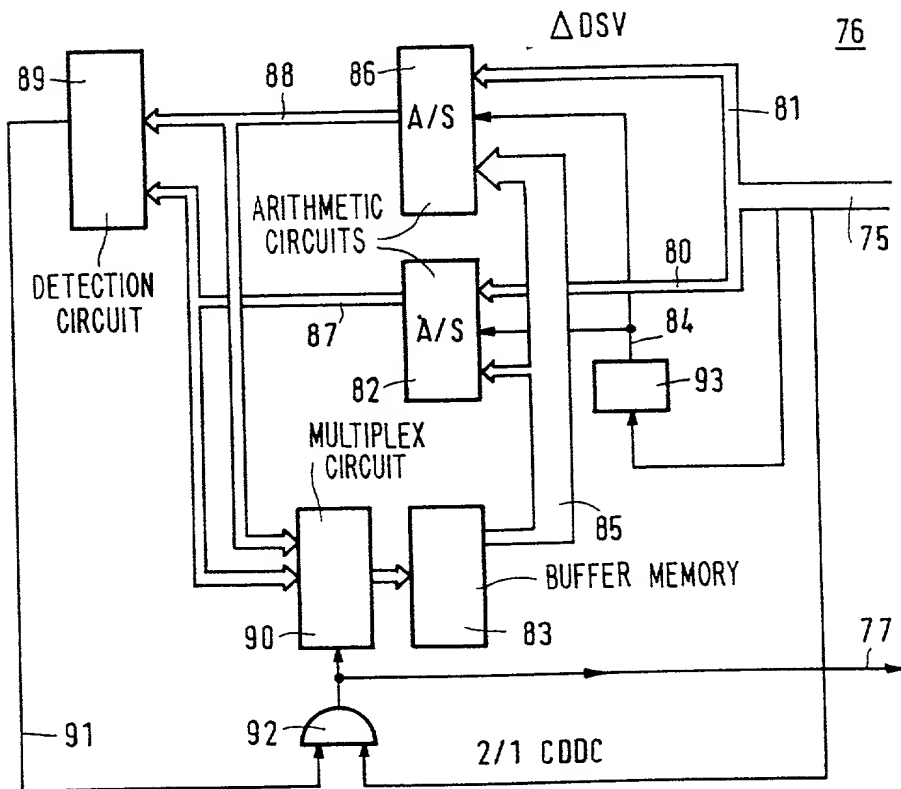 ΔDSV
76
89
88
86
81
A/S
75
ARITHMETIC
CIRCUITS
80
DETECTION
CIRCUIT
87
A/S
84
82
93
MULTIPLEX
CIRCUIT
85
BUFFER MEMORY
90
83
77
92
91
2/1 CDDC